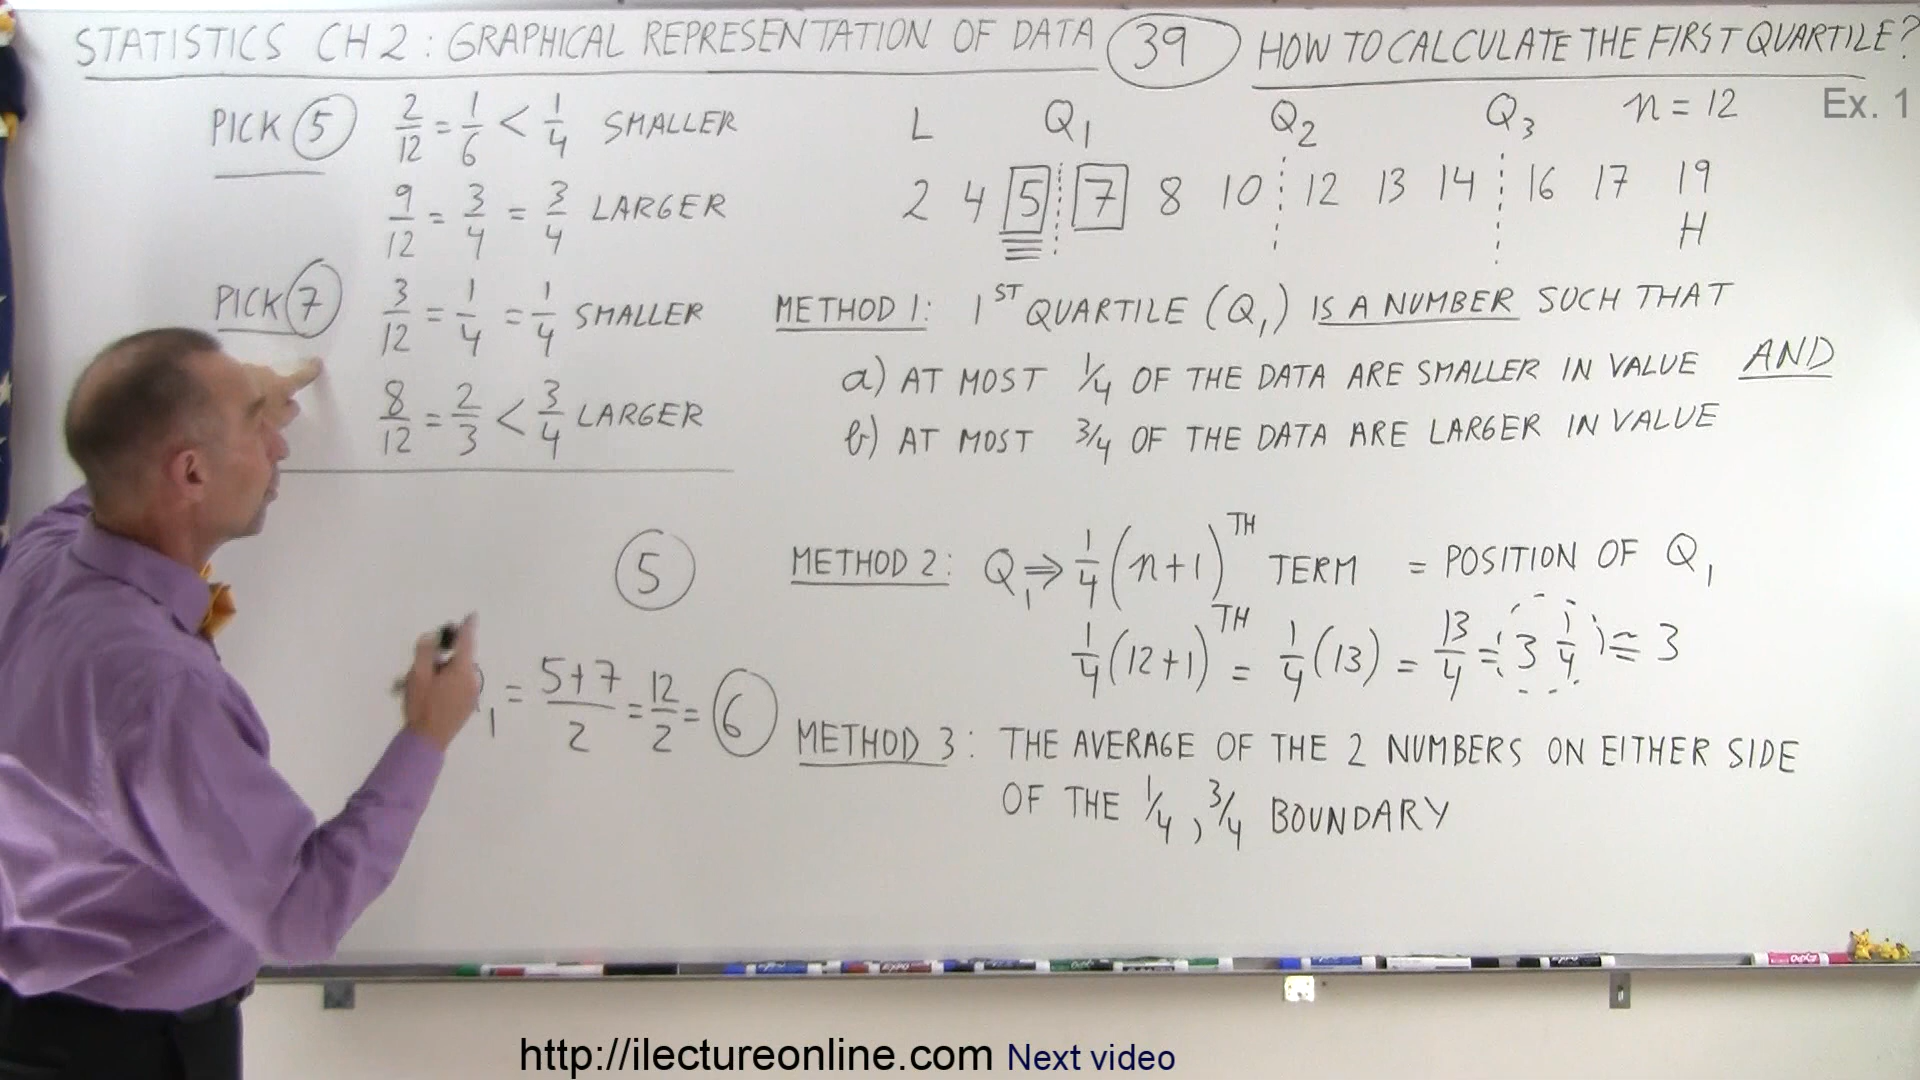 STATISTICS CH 2 : GRAPHICAL REPRESENTATION OF DATA 39 HOW TO CALCULATE THE FIRST QUARTILE?
Ex. 1
PICK 5 2/12 = 1/6 < 1/4 SMALLER
9/12 = 3/4 = 3/4 LARGER
PICK 7 3/12 = 1/4 = 1/4 SMALLER
8/12 = 2/3 < 3/4 LARGER
L Q1 Q2 Q3 n = 12
2 4 5 7 8 10 12 13 14 16 17 19
H
METHOD 1: 1ST QUARTILE (Q1) IS A NUMBER SUCH THAT
a) AT MOST 1/4 OF THE DATA ARE SMALLER IN VALUE AND
b) AT MOST 3/4 OF THE DATA ARE LARGER IN VALUE
5
METHOD 2: Q1 ⇒ 1/4 (n+1)TH TERM = POSITION OF Q1
1/4 (12+1)TH = 1/4 (13) = 13/4 = 3 1/4 ≅ 3
1 = 5+7/2 = 12/2 = 6
METHOD 3: THE AVERAGE OF THE 2 NUMBERS ON EITHER SIDE
OF THE 1/4, 3/4 BOUNDARY
http://ilectureonline.com Next video